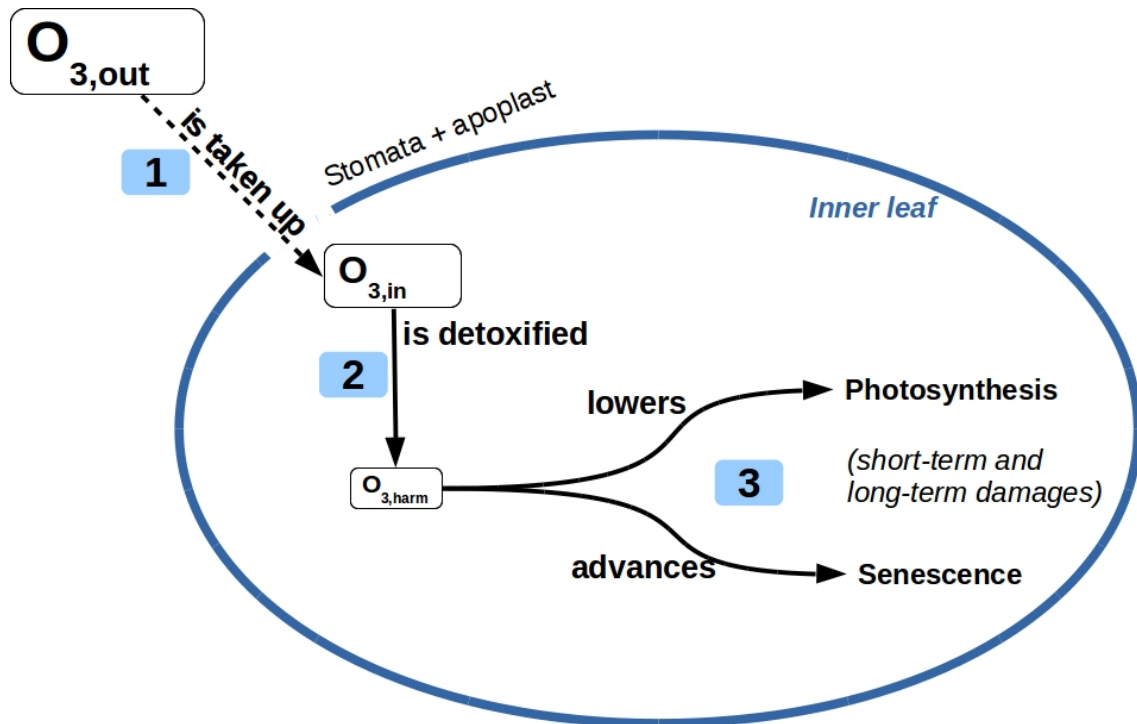 O3,out
is taken up
1
Stomata + apoplast
Inner leaf
O3,in
is detoxified
2
lowers
Photosynthesis
(short-term and
long-term damages)
3
O3,harm
advances
Senescence